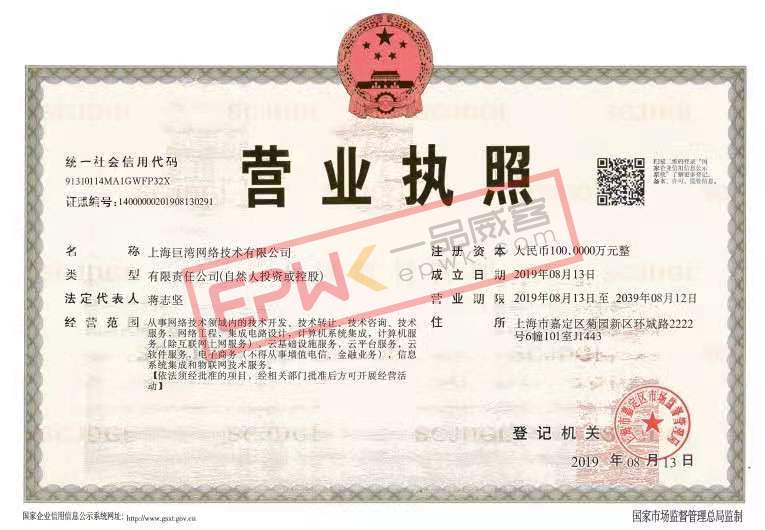 营业执照
统一社会信用代码
91310114MA1GWFP32X
证照编号:14000000201908130291
扫描二维码登录“国
家企业信用信息公示
系统”了解更多登记、
备案、许可、监管信息。
名称 上海巨湾网络技术有限公司
类型 有限责任公司(自然人投资或控股)
法定代表人 蒋志坚
经营范围 从事网络技术领域内的技术开发、技术转让、技术咨询、技术
服务、网络工程,集成电路设计,计算机系统集成,计算机服
务(除互联网上网服务),云基础设施服务,云平台服务,云
软件服务,电子商务(不得从事增值电信、金融业务),信息
系统集成和物联网技术服务。
【依法须经批准的项目,经相关部门批准后方可开展经营活
动】
注册资本 人民币100.0000万元整
成立日期 2019年08月13日
营业期限 2019年08月13日至 2039年08月12日
住所 上海市嘉定区菊园新区环城路2222
号6幢101室J1443
EPWK 一品威客
epwk.com
登记机关
上海市嘉定区市场监督管理局
2019 年 08 月 13 日
国家企业信用信息公示系统网址: http://www.gsxt.gov.cn
国家市场监督管理总局监制